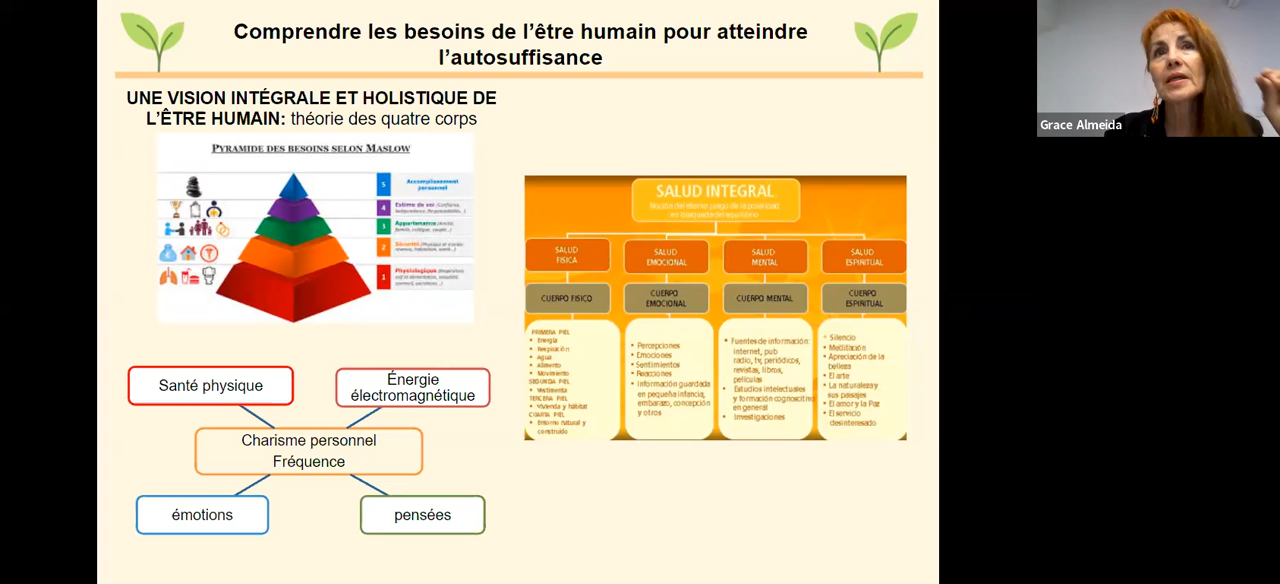 Comprendre les besoins de l'être humain pour atteindre
l'autosuffisance
UNE VISION INTÉGRALE ET HOLISTIQUE DE
L'ÊTRE HUMAIN: théorie des quatre corps
PYRAMIDE DES BESOINS SELON MASLOW
5
Accomplissement
personnel
4
Estime de soi
3
Appartenance
2
Sécurité
1
Physiologique
Santé physique
Énergie
électromagnétique
Charisme personnel
Fréquence
émotions
pensées
SALUD INTEGRAL
SALUD
FISICA
SALUD
EMOCIONAL
SALUD
MENTAL
SALUD
ESPIRITUAL
CUERPO FISICO
CUERPO
EMOCIONAL
CUERPO MENTAL
CUERPO
ESPIRITUAL
PRIMERA PIEL
• Energía
• Respiración
• Agua
• Alimento
• Movimiento
SEGUNDA PIEL
• Vestimenta
TERCERA PIEL
• Vivienda y hábitat
CUARTA PIEL
• Entorno natural y
construido
• Percepciones
• Emociones
• Sentimientos
• Reacciones
• Información guardada
en pequeña infancia,
embarazo, concepción
y otros
• Fuentes de información:
internet, pub
radio, tv, periódicos,
revistas, libros,
películas
• Estudios intelectuales
y formación cognoscitiva
en general
• Investigaciones
• Silencio
• Meditación
• Apreciación de la
belleza
• El arte
• La naturaleza y
sus paisajes
• El amor y la Paz
• El servicio
desinteresado
Grace Almeida